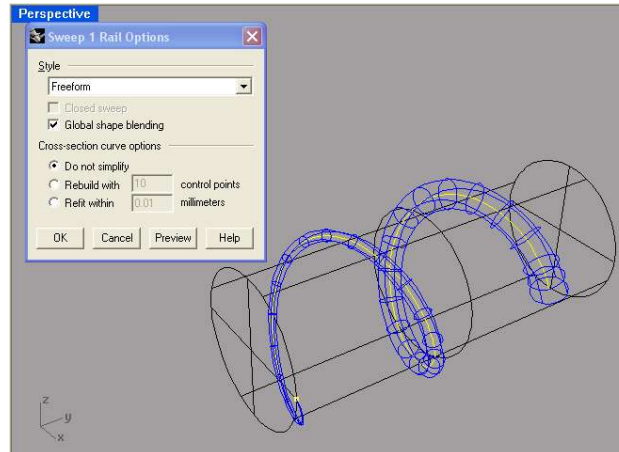 Perspective
Sweep 1 Rail Options
Style
Freeform
Closed sweep
Global shape blending
Cross-section curve options
Do not simplify
Rebuild with 10 control points
Refit within 0.01 millimeters
OK Cancel Preview Help
z
y
x